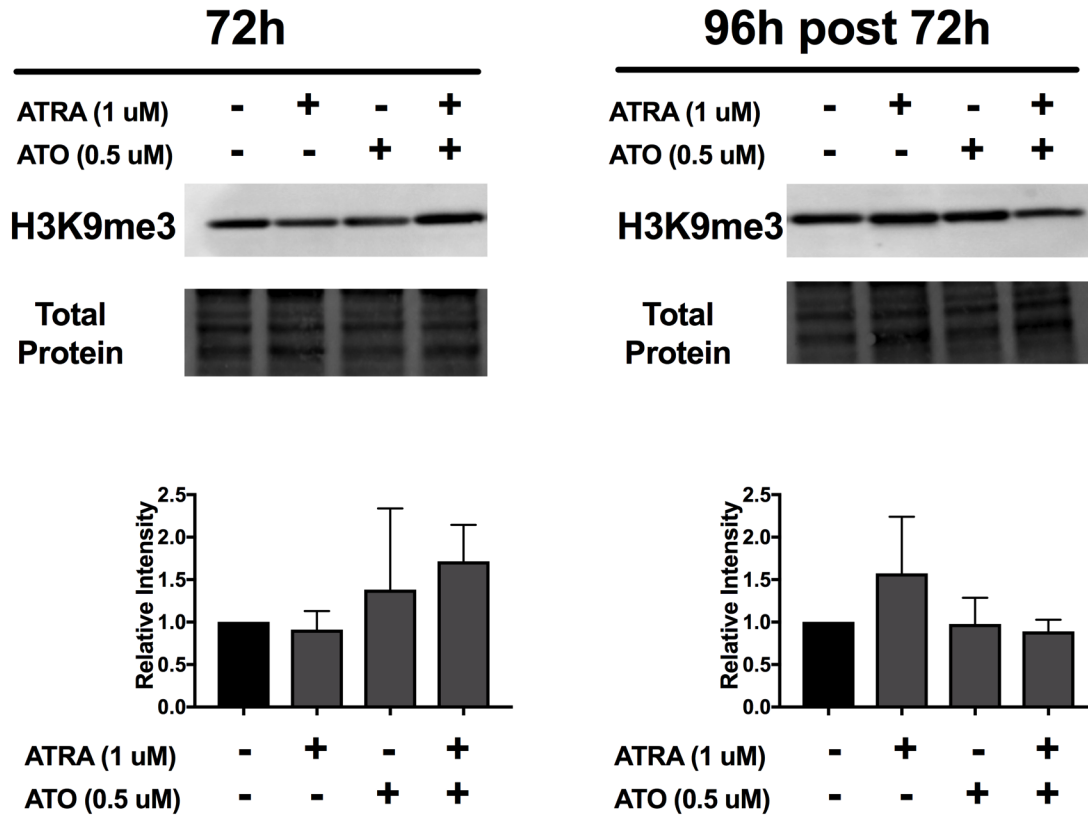 72h
ATRA (1 uM) - + - +
ATO (0.5 uM) - - + +
H3K9me3
Total
Protein
Relative Intensity
2.5
2.0
1.5
1.0
0.5
0.0
ATRA (1 uM) - + - +
ATO (0.5 uM) - - + +
96h post 72h
ATRA (1 uM) - + - +
ATO (0.5 uM) - - + +
H3K9me3
Total
Protein
Relative Intensity
2.5
2.0
1.5
1.0
0.5
0.0
ATRA (1 uM) - + - +
ATO (0.5 uM) - - + +